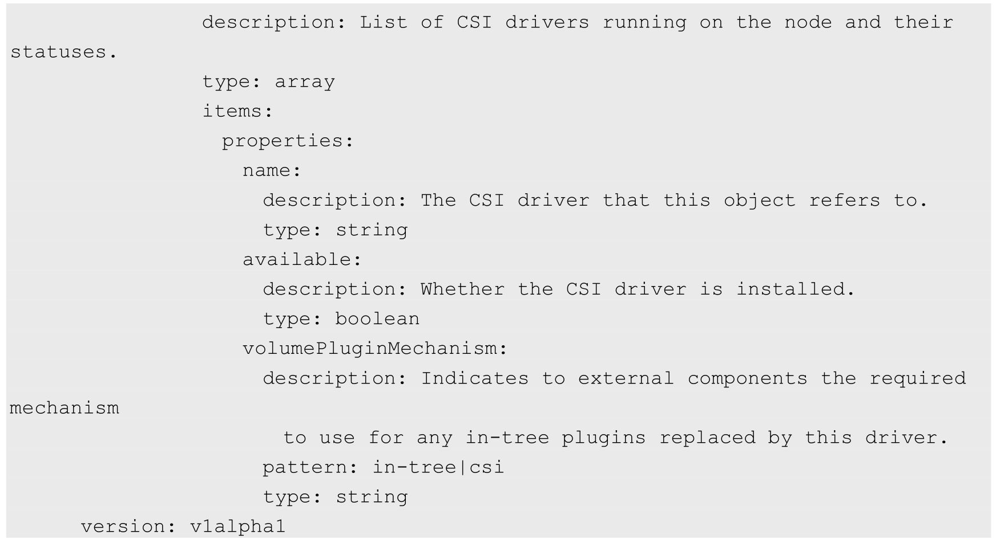 description: List of CSI drivers running on the node and their
statuses.
type: array
items:
properties:
name:
description: The CSI driver that this object refers to.
type: string
available:
description: Whether the CSI driver is installed.
type: boolean
volumePluginMechanism:
description: Indicates to external components the required
mechanism
to use for any in-tree plugins replaced by this driver.
pattern: in-tree|csi
type: string
version: v1alpha1